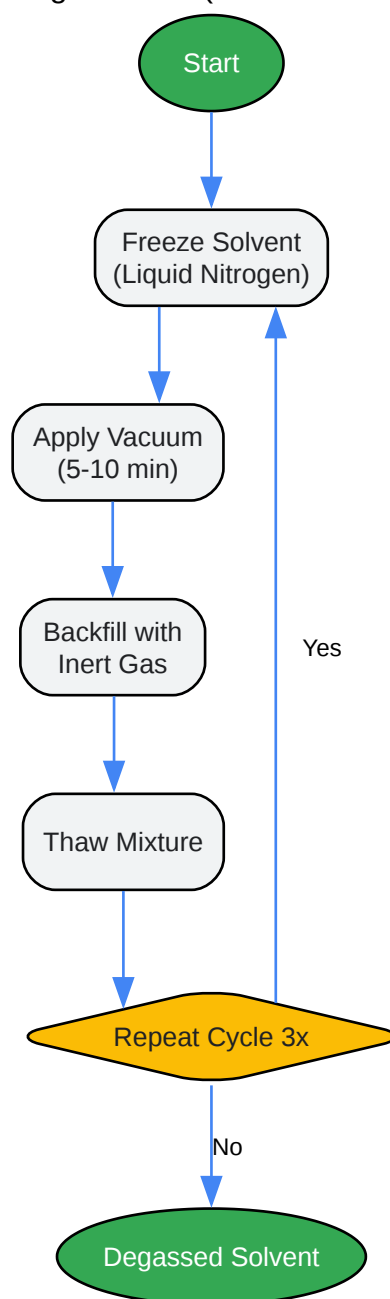 Start
Freeze Solvent
(Liquid Nitrogen)
Apply Vacuum
(5-10 min)
Backfill with
Inert Gas
Yes
Thaw Mixture
Repeat Cycle 3x
No
Degassed Solvent